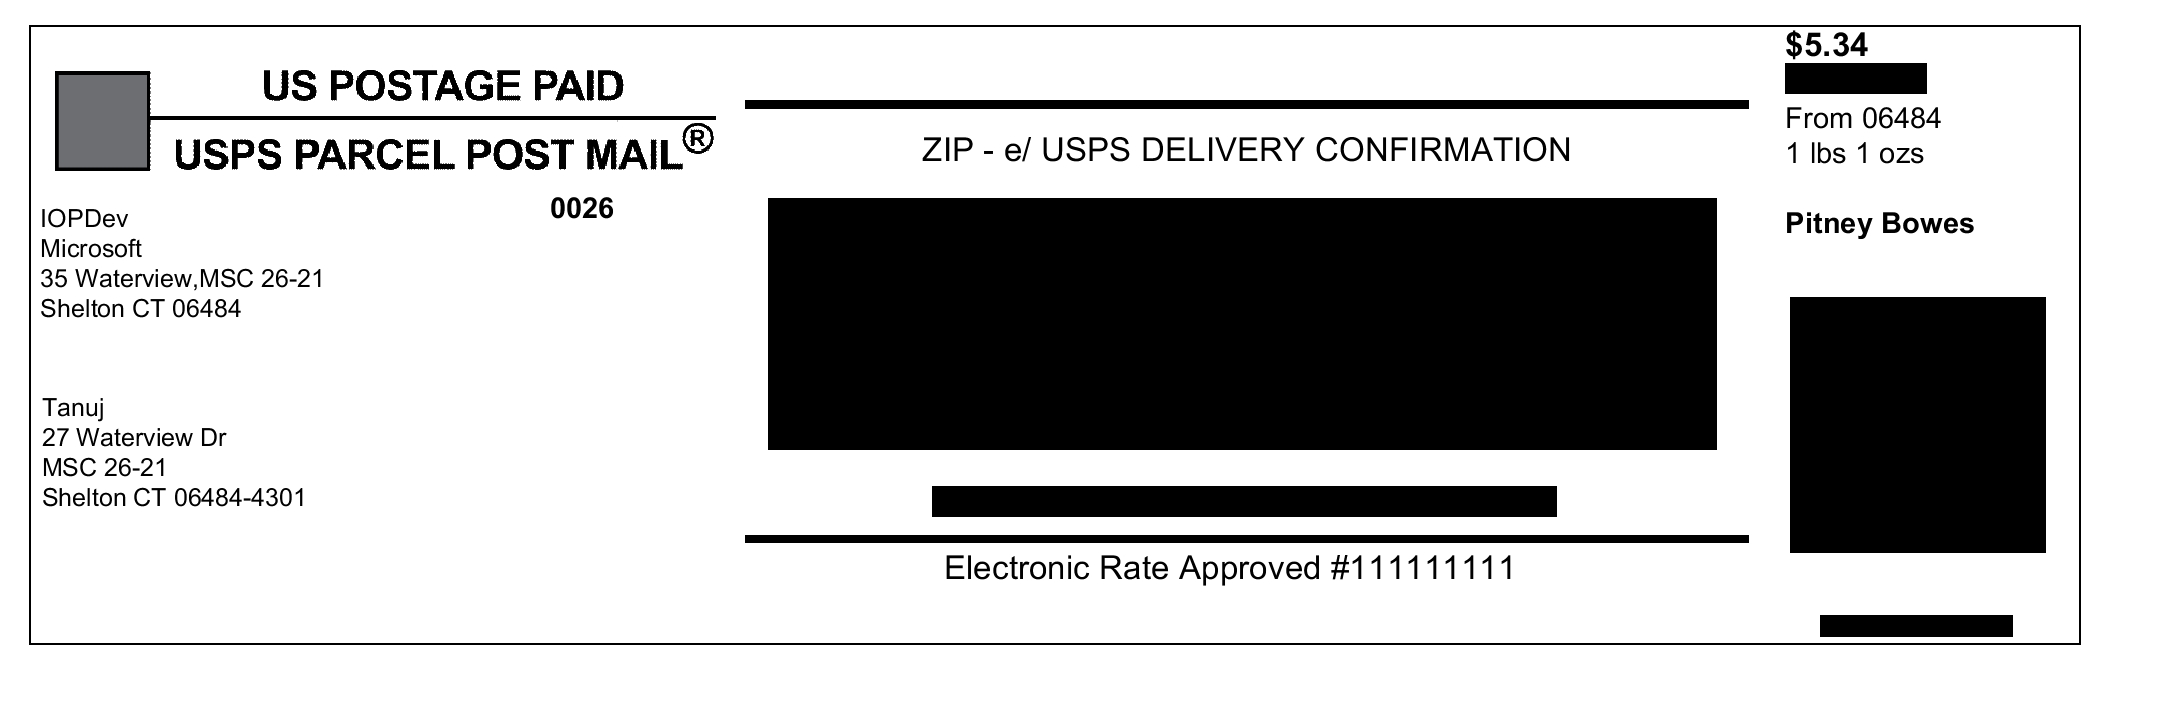 US POSTAGE PAID
USPS PARCEL POST MAIL®
0026
IOPDev
Microsoft
35 Waterview,MSC 26-21
Shelton CT 06484
Tanuj
27 Waterview Dr
MSC 26-21
Shelton CT 06484-4301
ZIP - e/ USPS DELIVERY CONFIRMATION
Electronic Rate Approved #111111111
$5.34
From 06484
1 lbs 1 ozs
Pitney Bowes